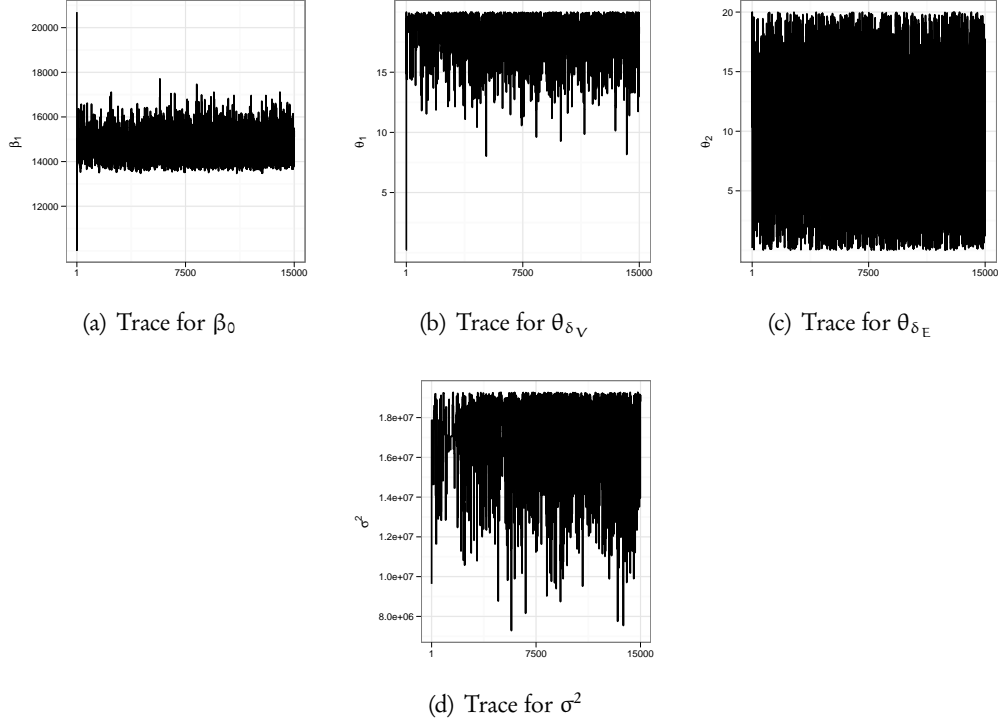 20000
18000
16000
14000
12000
β₁
1
7500
15000
(a) Trace for β₀
15
10
5
θ₁
1
7500
15000
(b) Trace for θ_δ_V
20
15
10
5
θ₂
1
7500
15000
(c) Trace for θ_δ_E
1.8e+07
1.6e+07
1.4e+07
1.2e+07
1.0e+07
8.0e+06
σ²
1
7500
15000
(d) Trace for σ²